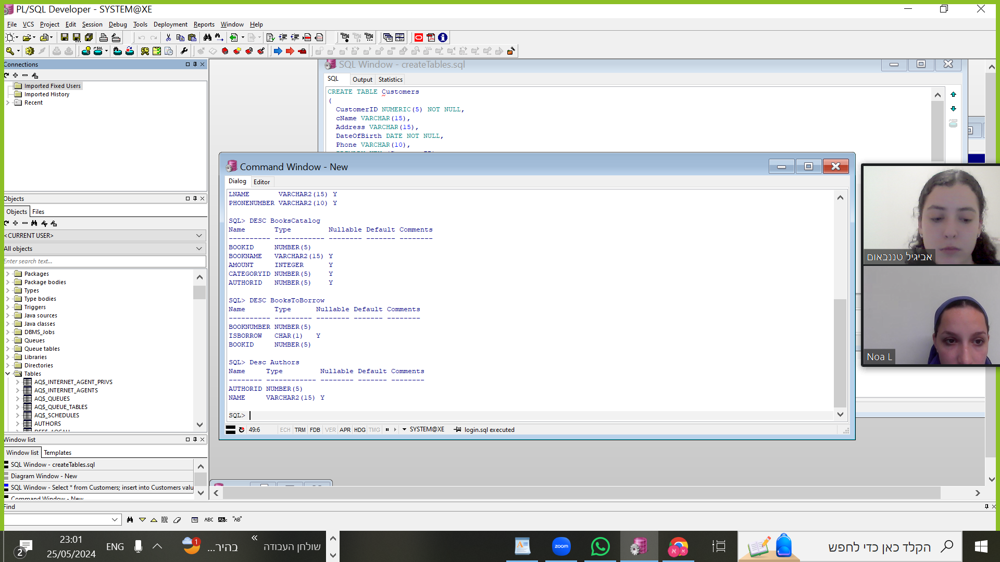 PL/SQL Developer - SYSTEM@XE
File VCS Project Edit Session Debug Tools Deployment Reports Window Help
Connections
Imported Fixed Users
Imported History
Recent
Objects
Objects Files
<CURRENT USER>
All objects
Enter search text...
Packages
Package bodies
Types
Type bodies
Triggers
Java sources
Java classes
DBMS_Jobs
Queues
Queue tables
Libraries
Directories
Tables
AQ$_INTERNET_AGENT_PRIVS
AQ$_INTERNET_AGENTS
AQ$_QUEUES
AQ$_QUEUE_TABLES
AQ$_SCHEDULES
AUTHORS
Window list
Window list Templates
SQL Window - createTables.sql
Diagram Window - New
SQL Window - Select * from Customers; insert into Customers valu
Command Window - New
Find
ABC "AB"
SQL Window - createTables.sql
SQL Output Statistics
CREATE TABLE Customers
(
CustomerID NUMERIC(5) NOT NULL,
cName VARCHAR(15),
Address VARCHAR(15),
DateOfBirth DATE NOT NULL,
Phone VARCHAR(10),
Command Window - New
Dialog Editor
LNAME VARCHAR2(15) Y
PHONENUMBER VARCHAR2(10) Y
SQL> DESC BooksCatalog
Name Type Nullable Default Comments
---------- ------------ -------- ------- --------
BOOKID NUMBER(5)
BOOKNAME VARCHAR2(15) Y
AMOUNT INTEGER Y
CATEGORYID NUMBER(5) Y
AUTHORID NUMBER(5) Y
SQL> DESC BooksToBorrow
Name Type Nullable Default Comments
---------- --------- -------- ------- --------
BOOKNUMBER NUMBER(5)
ISBORROW CHAR(1) Y
BOOKID NUMBER(5)
SQL> Desc Authors
Name Type Nullable Default Comments
-------- ------------ -------- ------- --------
AUTHORID NUMBER(5)
NAME VARCHAR2(15) Y
SQL>
49:6 ECH TRM FDB VER APR HDG TMG SYSTEM@XE login.sql executed
אביגיל טננבאום
Noa L
2
23:01
25/05/2024
ENG
1
בהיר...
שולחן העבודה
zoom
הקלד כאן כדי לחפש